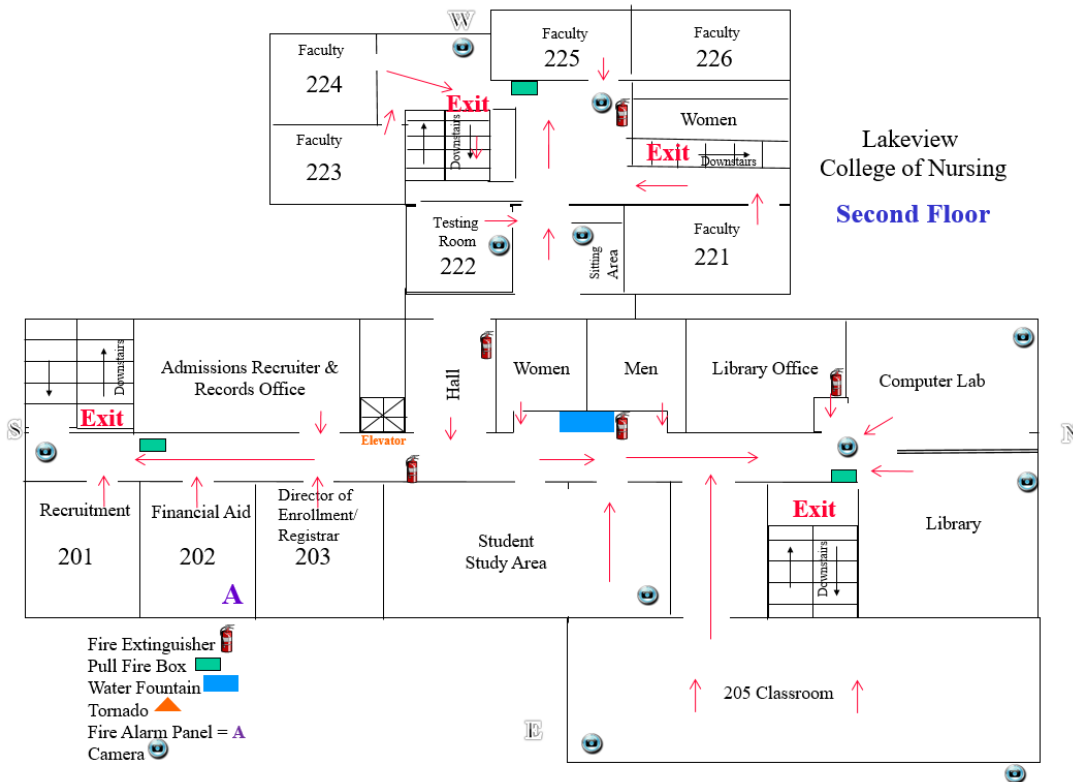 W
Faculty
224
Faculty
225
Faculty
226
Exit
Downstairs
Women
Exit
Downstairs
Faculty
223
Lakeview
College of Nursing
Second Floor
Testing
Room
222
Sitting
Area
Faculty
221
Downstairs
Exit
Admissions Recruiter &
Records Office
Elevator
Hall
Women
Men
Library Office
Computer Lab
S
N
Recruitment
201
Financial Aid
202
Director of
Enrollment/
Registrar
203
Student
Study Area
Exit
Downstairs
Library
A
Fire Extinguisher
Pull Fire Box
Water Fountain
Tornado
Fire Alarm Panel = A
Camera
205 Classroom
E